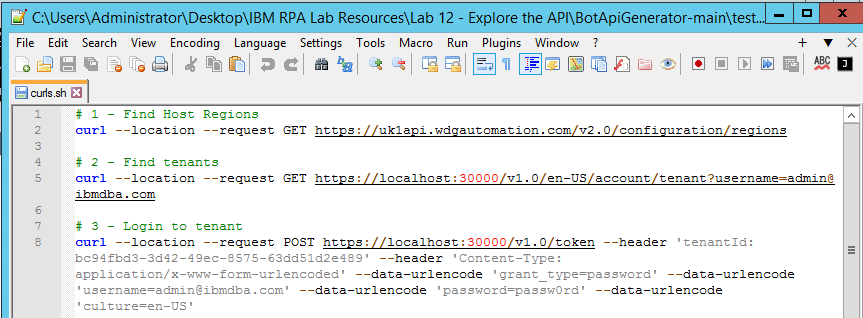 C:\Users\Administrator\Desktop\IBM RPA Lab Resources\Lab 12 - Explore the API\BotApiGenerator-main\test...
File Edit Search View Encoding Language Settings Tools Macro Run Plugins Window ? + ▼ X
ABC J
curls.sh
1 # 1 - Find Host Regions
2 curl --location --request GET https://uk1api.wdgautomation.com/v2.0/configuration/regions
3
4 # 2 - Find tenants
5 curl --location --request GET https://localhost:30000/v1.0/en-US/account/tenant?username=admin@
ibmdba.com
6
7 # 3 - Login to tenant
8 curl --location --request POST https://localhost:30000/v1.0/token --header 'tenantId:
bc94fbd3-3d42-49ec-8575-63dd51d2e489' --header 'Content-Type:
application/x-www-form-urlencoded' --data-urlencode 'grant_type=password' --data-urlencode
'username=admin@ibmdba.com' --data-urlencode 'password=passw0rd' --data-urlencode
'culture=en-US'